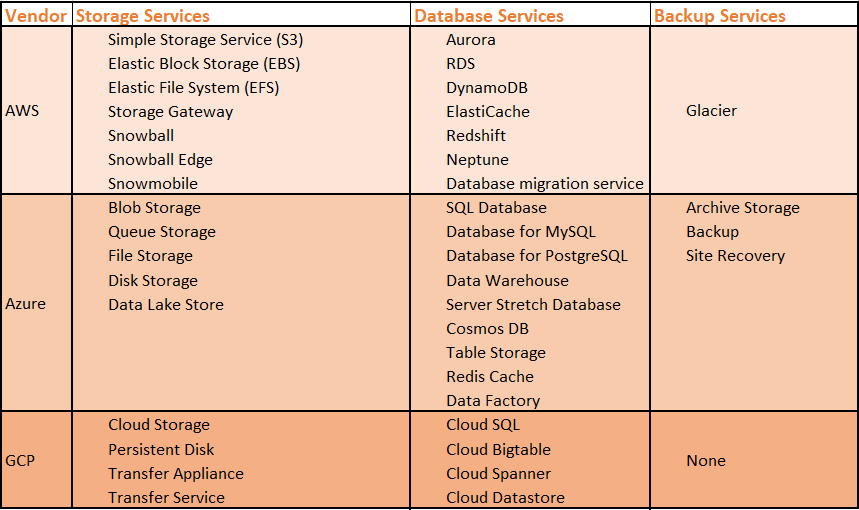 Vendor Storage Services Database Services Backup Services
AWS
Simple Storage Service (S3)
Elastic Block Storage (EBS)
Elastic File System (EFS)
Storage Gateway
Snowball
Snowball Edge
Snowmobile
Aurora
RDS
DynamoDB
ElastiCache
Redshift
Neptune
Database migration service
Glacier
Azure
Blob Storage
Queue Storage
File Storage
Disk Storage
Data Lake Store
SQL Database
Database for MySQL
Database for PostgreSQL
Data Warehouse
Server Stretch Database
Cosmos DB
Table Storage
Redis Cache
Data Factory
Archive Storage
Backup
Site Recovery
GCP
Cloud Storage
Persistent Disk
Transfer Appliance
Transfer Service
Cloud SQL
Cloud Bigtable
Cloud Spanner
Cloud Datastore
None